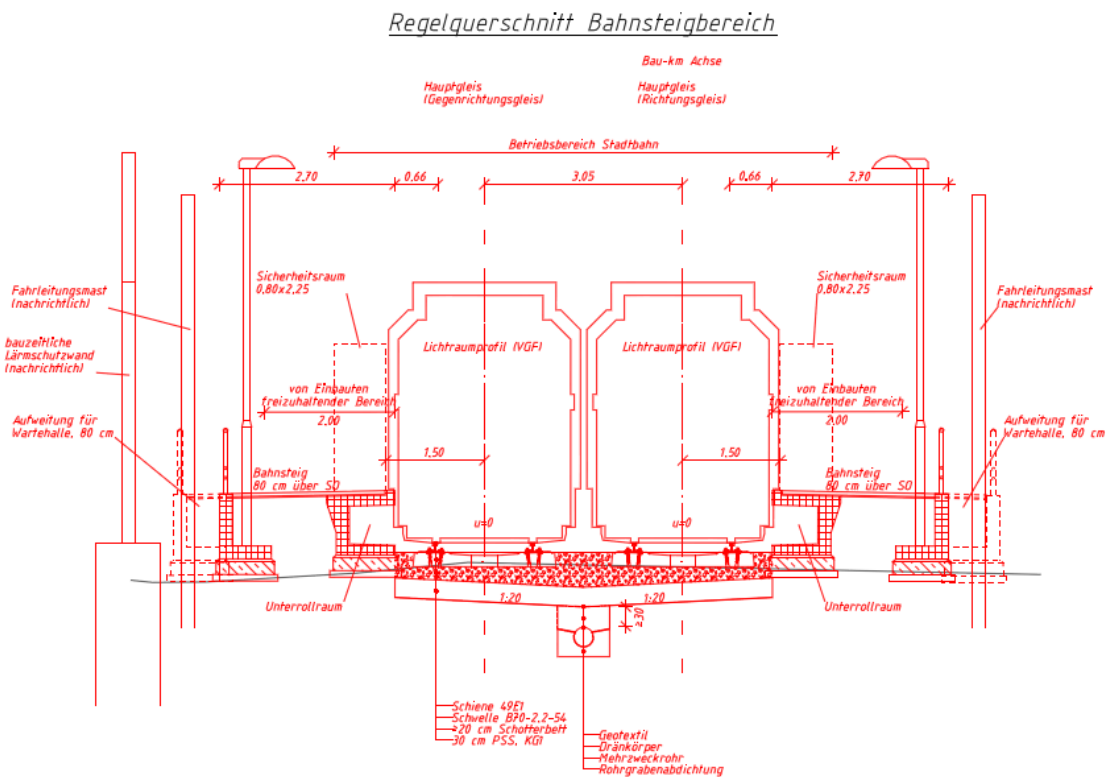 Regelquerschnitt Bahnsteigbereich
Bau-km Achse
Hauptgleis
(Gegenrichtungsgleis)
Hauptgleis
(Richtungsgleis)
Betriebsbereich Stadtbahn
2.70
0.66
3.05
0.66
2.70
Sicherheitsraum
0.80x2.25
Sicherheitsraum
0.80x2.25
Fahrleitungsmast
(nachrichtlich)
Fahrleitungsmast
(nachrichtlich)
bauzeitliche
Lärmschutzwand
(nachrichtlich)
Lichtraumprofil (VGF)
Lichtraumprofil (VGF)
von Einbauten
freizuhaltender Bereich
2.00
von Einbauten
freizuhaltender Bereich
2.00
Aufweitung für
Wartehalle, 80 cm
Aufweitung für
Wartehalle, 80 cm
1.50
1.50
Bahnsteig
80 cm über SO
Bahnsteig
80 cm über SO
u=0
u=0
Unterrollraum
1:20
1:20
≥30
Unterrollraum
Schiene 49E1
Schwelle B70-2,2-54
≥20 cm Schotterbett
30 cm PSS, KG1
Geotextil
Dränkörper
Mehrzweckrohr
Rohrgrabenabdichtung